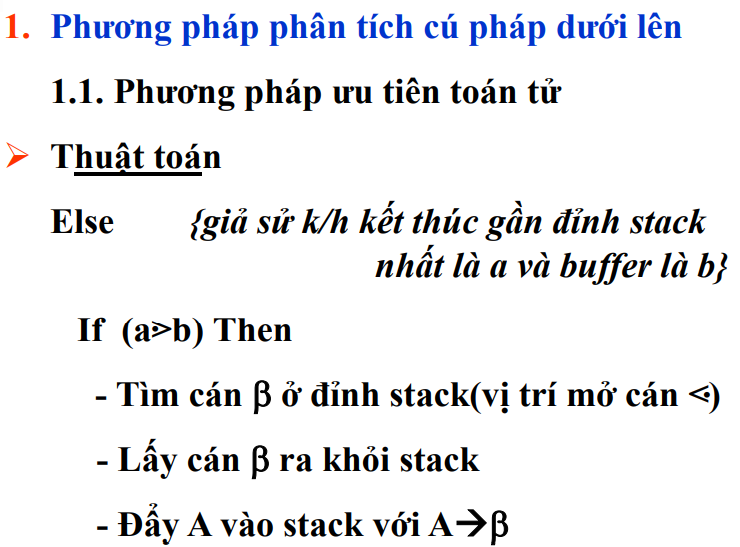 1. Phương pháp phân tích cú pháp dưới lên
1.1. Phương pháp ưu tiên toán tử
➢ Thuật toán
Else {giả sử k/h kết thúc gần đỉnh stack
nhất là a và buffer là b}
If (a⋗b) Then
- Tìm cán β ở đỉnh stack(vị trí mở cán ⋖)
- Lấy cán β ra khỏi stack
- Đẩy A vào stack với A→β